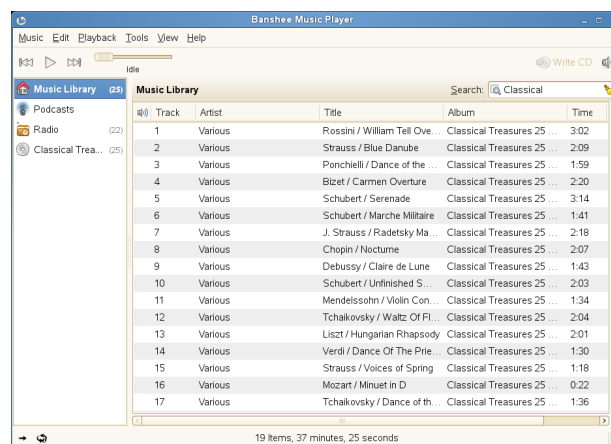 Banshee Music Player
Music Edit Playback Tools View Help
Idle
Write CD
Music Library (25)
Podcasts
Radio (22)
Classical Trea... (25)
Music Library
Search: Classical
Track Artist Title Album Time
1 Various Rossini / William Tell Ove... Classical Treasures 25 ... 3:02
2 Various Strauss / Blue Danube Classical Treasures 25 ... 2:09
3 Various Ponchielli / Dance of the ... Classical Treasures 25 ... 1:59
4 Various Bizet / Carmen Overture Classical Treasures 25 ... 2:20
5 Various Schubert / Serenade Classical Treasures 25 ... 3:14
6 Various Schubert / Marche Militaire Classical Treasures 25 ... 1:41
7 Various J. Strauss / Radetsky Ma... Classical Treasures 25 ... 2:18
8 Various Chopin / Nocturne Classical Treasures 25 ... 2:07
9 Various Debussy / Claire de Lune Classical Treasures 25 ... 1:43
10 Various Schubert / Unfinished S... Classical Treasures 25 ... 2:03
11 Various Mendelssohn / Violin Con... Classical Treasures 25 ... 1:34
12 Various Tchaikovsky / Waltz Of Fl... Classical Treasures 25 ... 2:04
13 Various Liszt / Hungarian Rhapsody Classical Treasures 25 ... 2:01
14 Various Verdi / Dance Of The Prie... Classical Treasures 25 ... 1:30
15 Various Strauss / Voices of Spring Classical Treasures 25 ... 1:18
16 Various Mozart / Minuet in D Classical Treasures 25 ... 0:22
17 Various Tchaikovsky / Dance of th... Classical Treasures 25 ... 1:36
19 Items, 37 minutes, 25 seconds